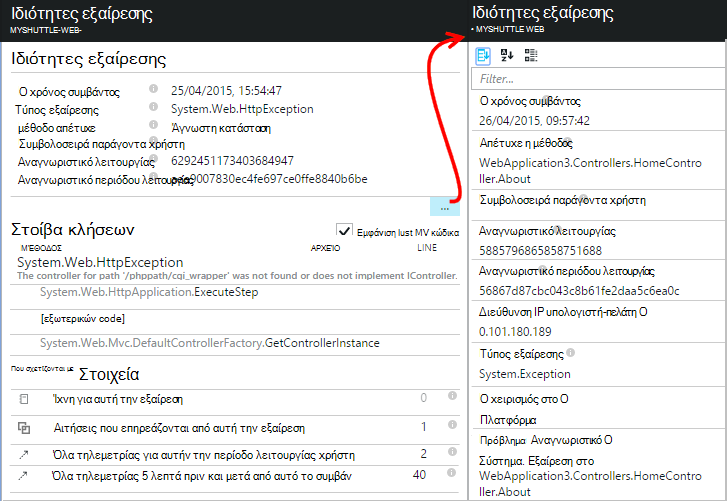 Ιδιότητες εξαίρεσης
MYSHUTTLE-WEB-
Ιδιότητες εξαίρεσης
Ο χρόνος συμβάντος 25/04/2015, 15:54:47
Τύπος εξαίρεσης System.Web.HttpException
μέθοδο απέτυχε Άγνωστη κατάσταση
Συμβολοσειρά παράγοντα χρήστη
Αναγνωριστικό λειτουργίας 6292451173403684947
Αναγνωριστικό περιόδου λειτουργίας 9007830ec4fe697ce0ffe8840b6be
...
Στοίβα κλήσεων Εμφάνιση lust MV κώδικα
ΜΈΘΟΔΟΣ ΑΡΧΕΊΟ LINE
System.Web.HttpException
The controller for path '/phppath/cgi_wrapper' was not found or does not implement IController.
System.Web.HttpApplication.ExecuteStep
[εξωτερικών code]
System.Web.Mvc.DefaultControllerFactory.GetControllerInstance
Που σχετίζονται με Στοιχεία
Ίχνη για αυτή την εξαίρεση 0
Αιτήσεις που επηρεάζονται από αυτή την εξαίρεση 1
Όλα τηλεμετρίας για αυτήν την περίοδο λειτουργίας χρήστη 2
Όλα τηλεμετρίας 5 λεπτά πριν και μετά από αυτό το συμβάν 40
Ιδιότητες εξαίρεσης
• MYSHUTTLE WEB
Filter...
Ο χρόνος συμβάντος
26/04/2015, 09:57:42
Απέτυχε η μέθοδος
WebApplication3.Controllers.HomeContro
ller.About
Συμβολοσειρά παράγοντα χρήστη
Αναγνωριστικό λειτουργίας
5885796865858751688
Αναγνωριστικό περιόδου λειτουργίας
56867d87cbc043c8b61fe2daa5c6ea0c
Διεύθυνση IP υπολογιστή-πελάτη Ο
0.101.180.189
Τύπος εξαίρεσης
System.Exception
Ο χειρισμός στο Ο
Πλατφόρμα
Πρόβλημα: Αναγνωριστικό Ο
Σύστημα. Εξαίρεση στο
WebApplication3.Controllers.HomeContro
ller.About